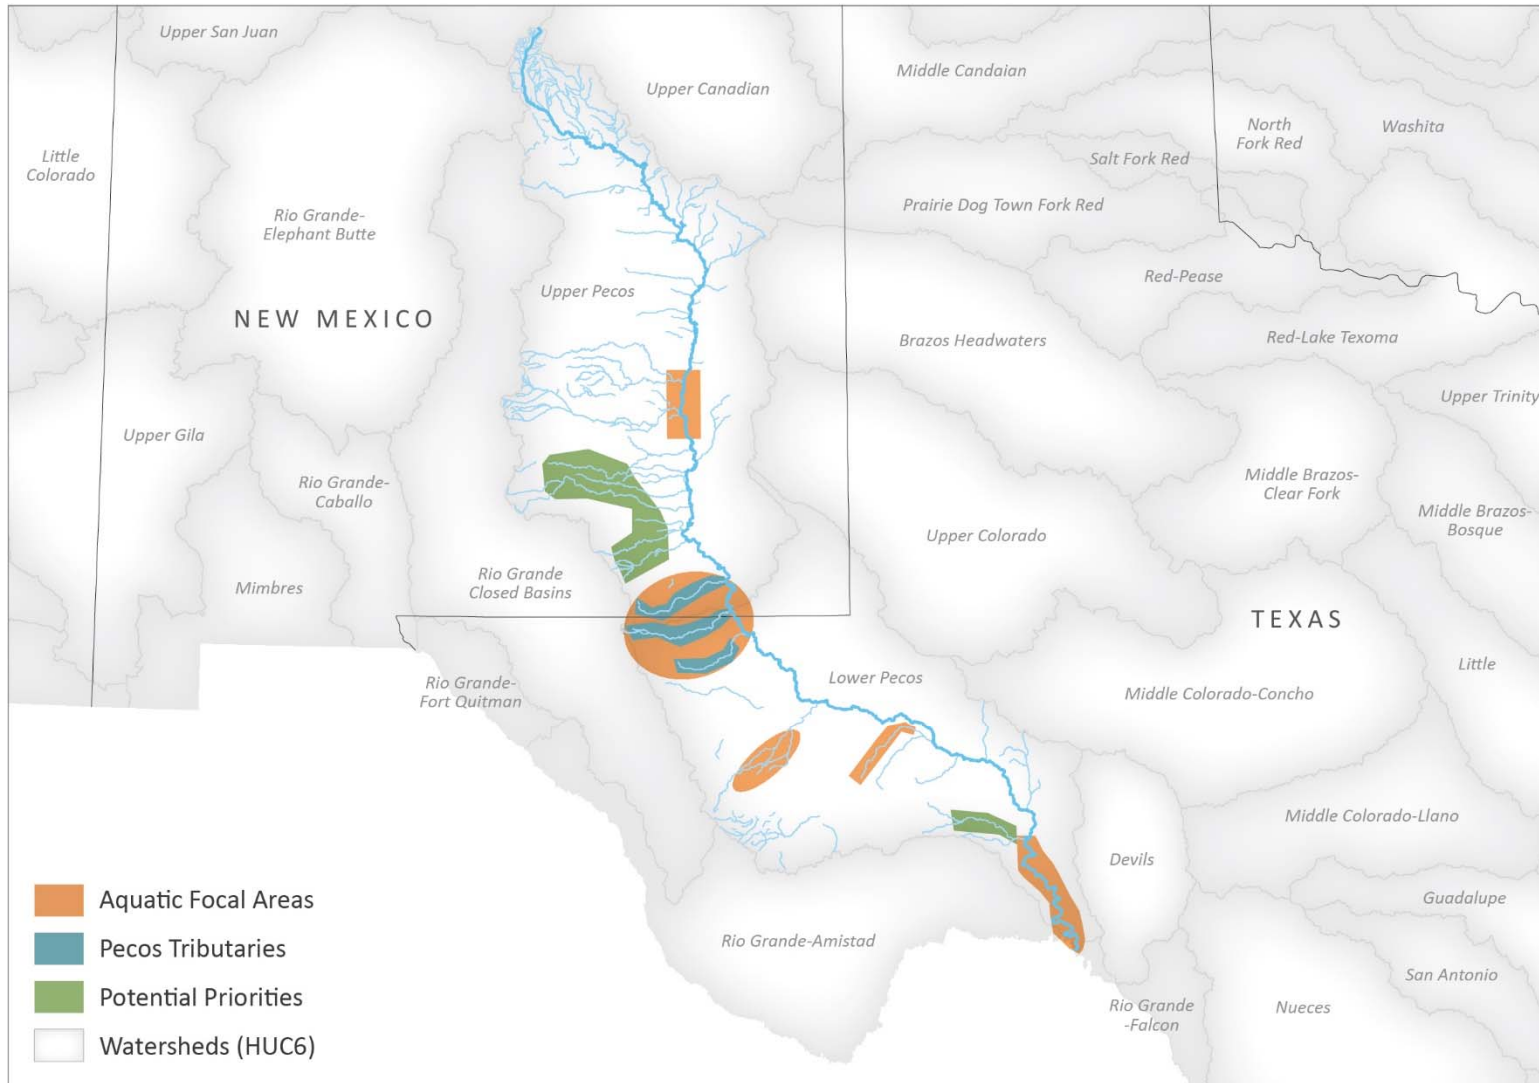 Upper San Juan
Upper Canadian
Middle Candaian
North
Fork Red
Washita
Little
Colorado
Salt Fork Red
Rio Grande-
Elephant Butte
Prairie Dog Town Fork Red
Red-Pease
Upper Pecos
NEW MEXICO
Brazos Headwaters
Red-Lake Texoma
Upper Trinity
Upper Gila
Rio Grande-
Caballo
Middle Brazos-
Clear Fork
Middle Brazos-
Bosque
Upper Colorado
Mimbres
Rio Grande
Closed Basins
TEXAS
Little
Rio Grande-
Fort Quitman
Lower Pecos
Middle Colorado-Concho
Middle Colorado-Llano
Devils
Guadalupe
Rio Grande-Amistad
San Antonio
Rio Grande
-Falcon
Nueces
Aquatic Focal Areas
Pecos Tributaries
Potential Priorities
Watersheds (HUC6)